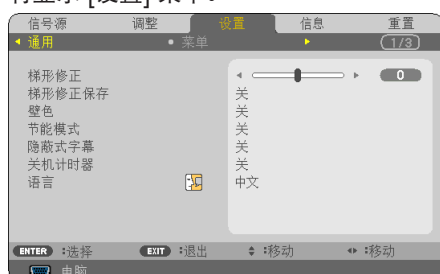 将显示 [设置] 菜单。
信号源 调整 设置 信息 重置
通用 • 菜单 (1/3)
梯形修正 0
梯形修正保存 关
壁色 关
节能模式 关
隐蔽式字幕 关
关机计时器 关
语言 中文
ENTER :选择 EXIT :退出 :移动 :移动
电脑